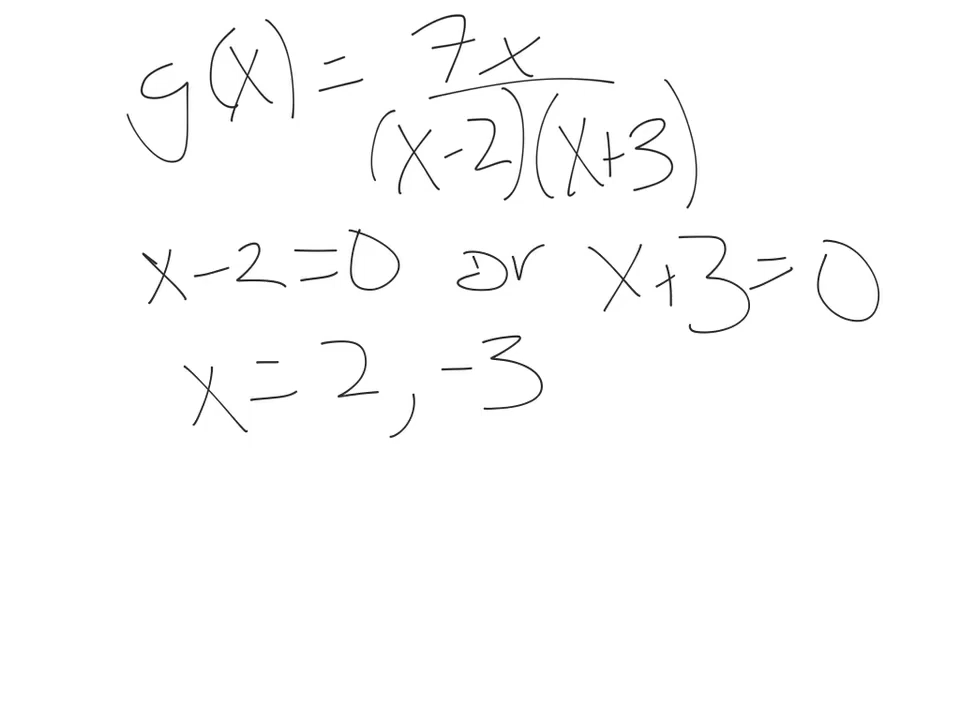 g(x) = 7x / (x-2)(x+3)
x-2=0 or x+3=0
x=2, -3